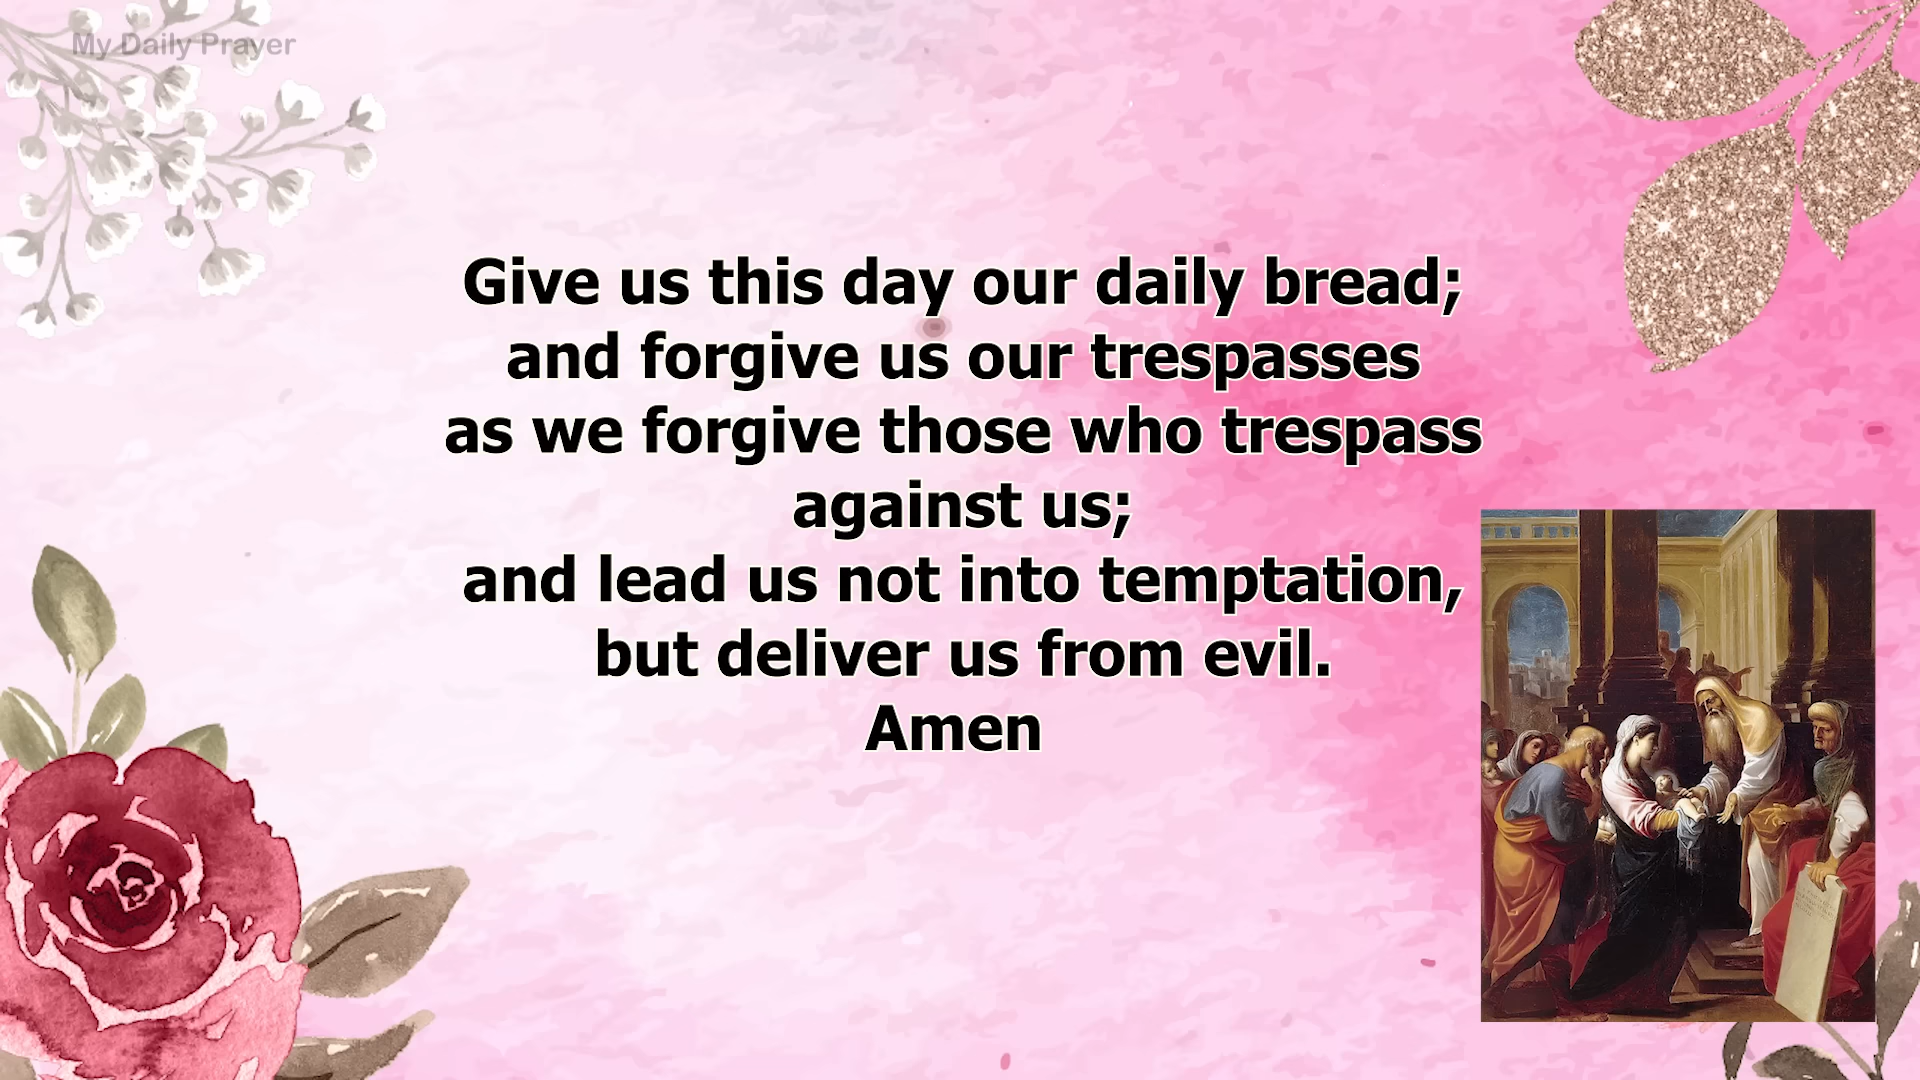 My Daily Prayer
Give us this day our daily bread;
and forgive us our trespasses
as we forgive those who trespass
against us;
and lead us not into temptation,
but deliver us from evil.
Amen